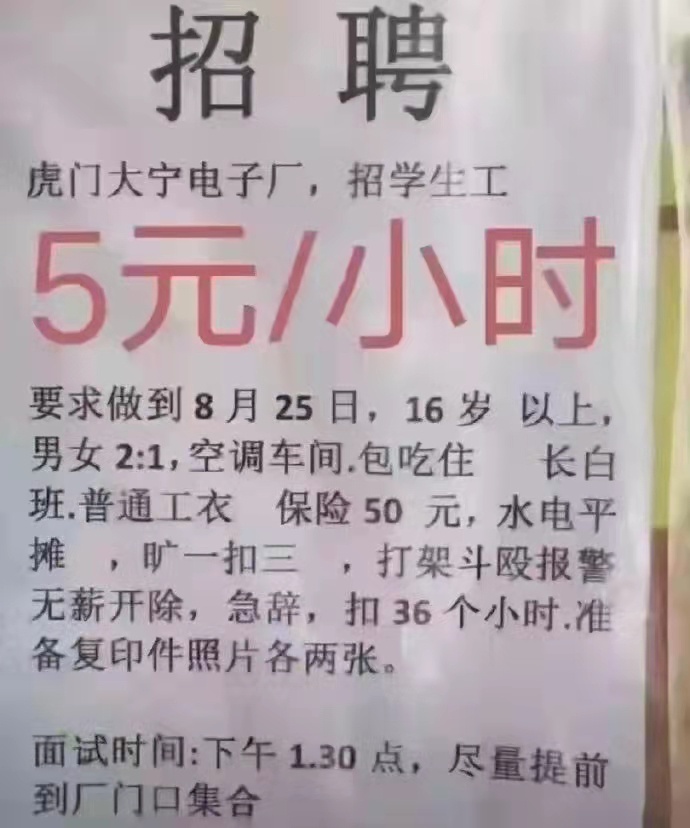 招 聘
虎门大宁电子厂，招学生工
5元/小时
要求做到 8 月 25 日，16 岁 以上，
男女 2:1，空调车间.包吃住 长白
班.普通工衣 保险 50 元，水电平
摊 ，旷一扣三 ，打架斗殴报警
无薪开除，急辞，扣 36 个小时.准
备复印件照片各两张。
面试时间:下午 1.30 点，尽量提前
到厂门口集合